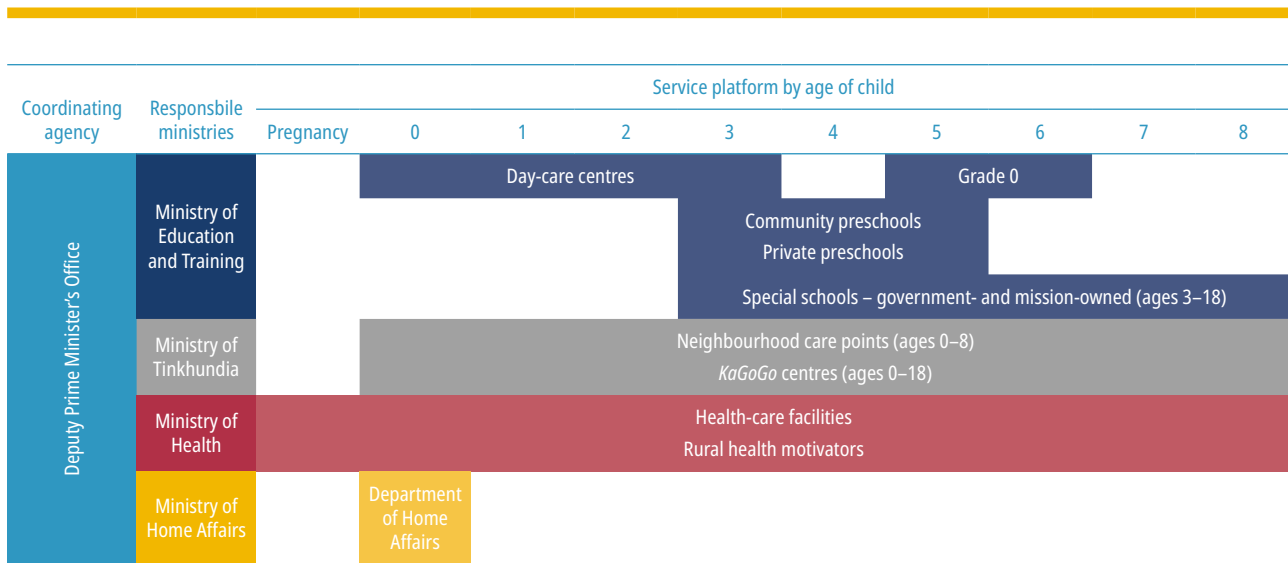 Service platform by age of child
Coordinating
agency
Responsbile
ministries
Pregnancy
0
1
2
3
4
5
6
7
8
Deputy Prime Minister's Office
Ministry of
Education
and Training
Day-care centres
Grade 0
Community preschools
Private preschools
Special schools – government- and mission-owned (ages 3–18)
Ministry of
Tinkhundia
Neighbourhood care points (ages 0–8)
KaGoGo centres (ages 0–18)
Ministry of
Health
Health-care facilities
Rural health motivators
Ministry of
Home Affairs
Department
of Home
Affairs